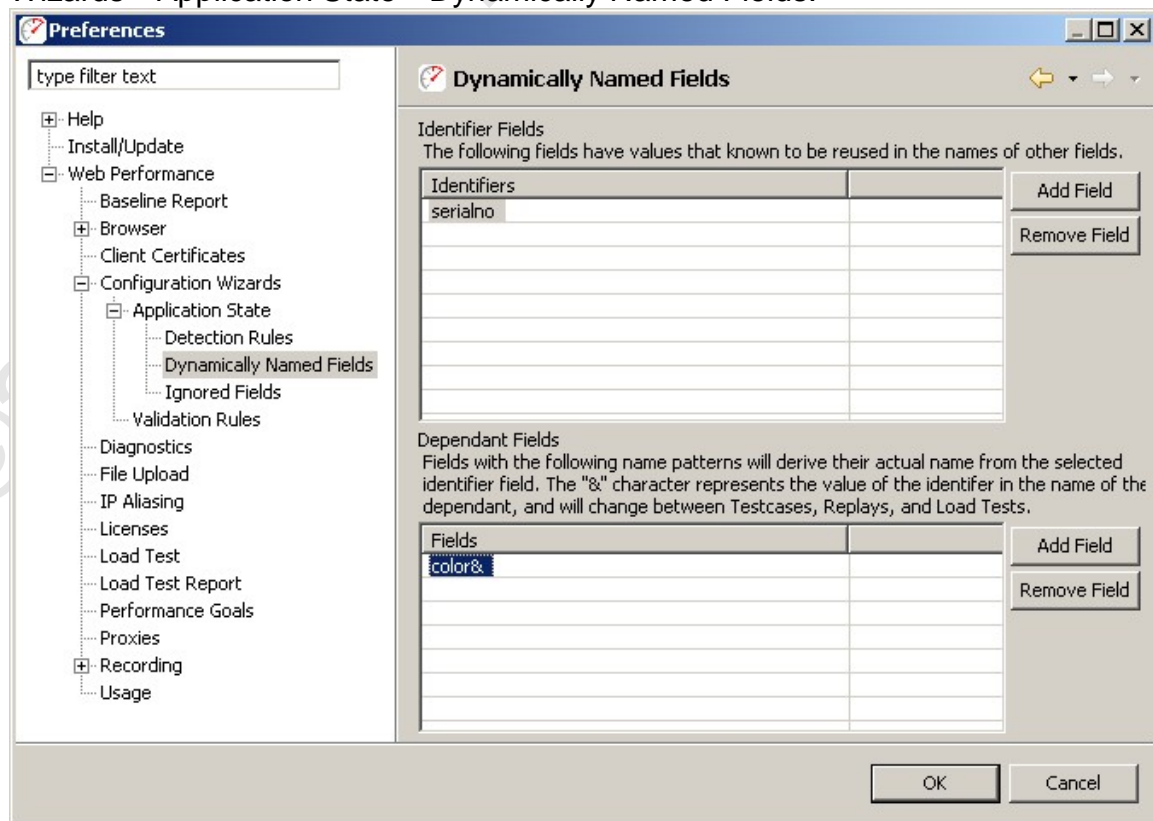 Wizards Application State Dynamically Named Fields.
Preferences
type filter text
Dynamically Named Fields
Help
Install/Update
Web Performance
Baseline Report
Browser
Client Certificates
Configuration Wizards
Application State
Detection Rules
Dynamically Named Fields
Ignored Fields
Validation Rules
Diagnostics
File Upload
IP Aliasing
Licenses
Load Test
Load Test Report
Performance Goals
Proxies
Recording
Usage
Identifier Fields
The following fields have values that known to be reused in the names of other fields.
Identifiers
serialno
Add Field
Remove Field
Dependant Fields
Fields with the following name patterns will derive their actual name from the selected
identifier field. The "&" character represents the value of the identifer in the name of the
dependant, and will change between Testcases, Replays, and Load Tests.
Fields
color&
Add Field
Remove Field
OK
Cancel